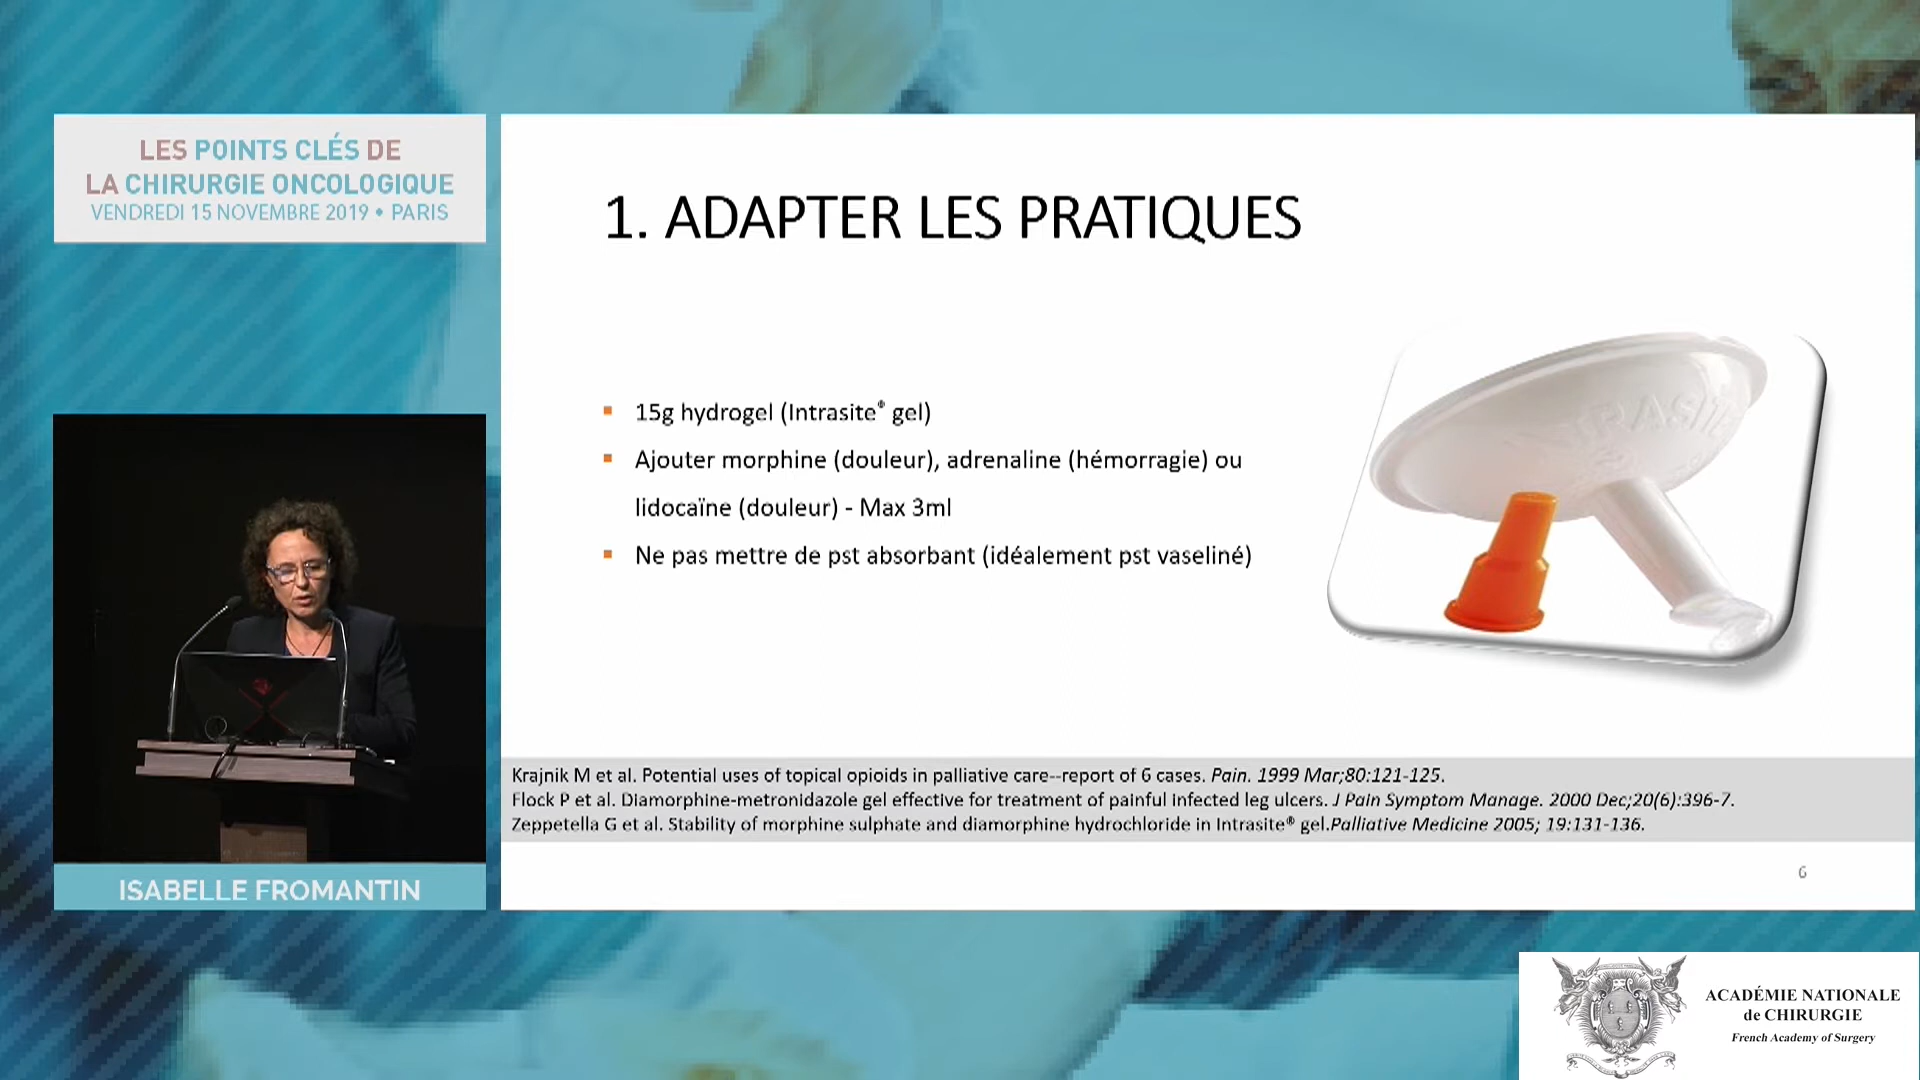 LES POINTS CLÉS DE
LA CHIRURGIE ONCOLOGIQUE
VENDREDI 15 NOVEMBRE 2019 • PARIS
1. ADAPTER LES PRATIQUES
▪ 15g hydrogel (Intrasite® gel)
▪ Ajouter morphine (douleur), adrenaline (hémorragie) ou
lidocaïne (douleur) - Max 3ml
▪ Ne pas mettre de pst absorbant (idéalement pst vaseliné)
Krajnik M et al. Potential uses of topical opioids in palliative care--report of 6 cases. Pain. 1999 Mar;80:121-125.
Flock P et al. Diamorphine-metronidazole gel effective for treatment of painful infected leg ulcers. J Pain Symptom Manage. 2000 Dec;20(6):396-7.
Zeppetella G et al. Stability of morphine sulphate and diamorphine hydrochloride in Intrasite® gel.Palliative Medicine 2005; 19:131-136.
6
ISABELLE FROMANTIN
ACADÉMIE NATIONALE
de CHIRURGIE
French Academy of Surgery